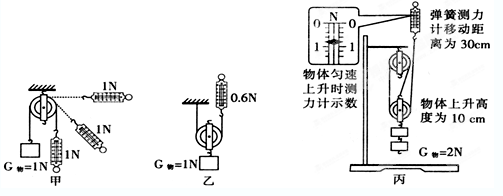 N
0 0
1 1
弹簧测力
计移动距
离为30cm
物体匀速
上升时测
力计示数
物体上升高
度为10 cm
G物=2N
丙
1N
1N
1N
G物=1N
甲
0.6N
G物=1N
乙